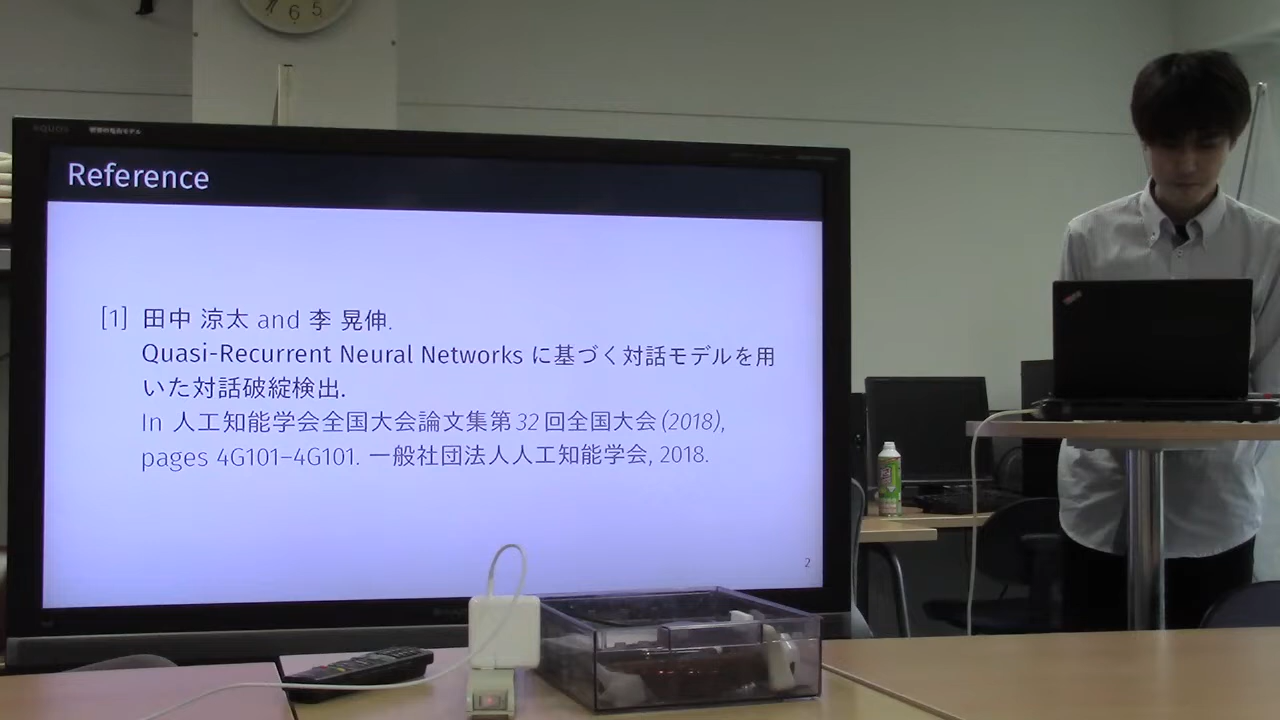 6 5
AQUOS
Reference
[1] 田中 涼太 and 李 晃伸.
Quasi-Recurrent Neural Networks に基づく対話モデルを用
いた対話破綻検出.
In 人工知能学会全国大会論文集第 32 回全国大会 (2018),
pages 4G101–4G101. 一般社団法人人工知能学会, 2018.
2